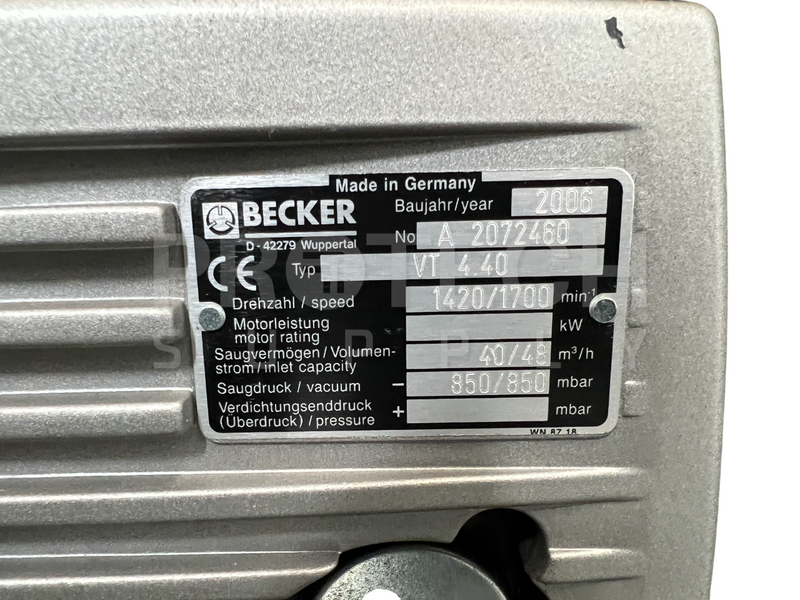 Made in Germany
BECKER
Baujahr/year 2006
D-42279 Wuppertal
No A 2072460
CE
Typ VT 4.40
Drehzahl / speed 1420/1700 min-1
Motorleistung
motor rating kW
Saugvermögen/Volumen-
strom/inlet capacity 40/48 m³/h
Saugdruck / vacuum – 850/850 mbar
Verdichtungsenddruck
(Überdruck) / pressure + mbar
WN 87 18
PROTECH
SUPPLY